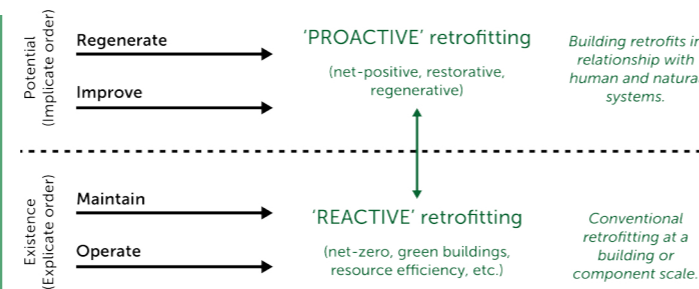 Potential
(Implicate order)
Regenerate
Improve
'PROACTIVE' retrofitting
(net-positive, restorative,
regenerative)
Building retrofits in
relationship with
human and natural
systems.
Existence
(Explicate order)
Maintain
Operate
'REACTIVE' retrofitting
(net-zero, green buildings,
resource efficiency, etc.)
Conventional
retrofitting at a
building or
component scale.